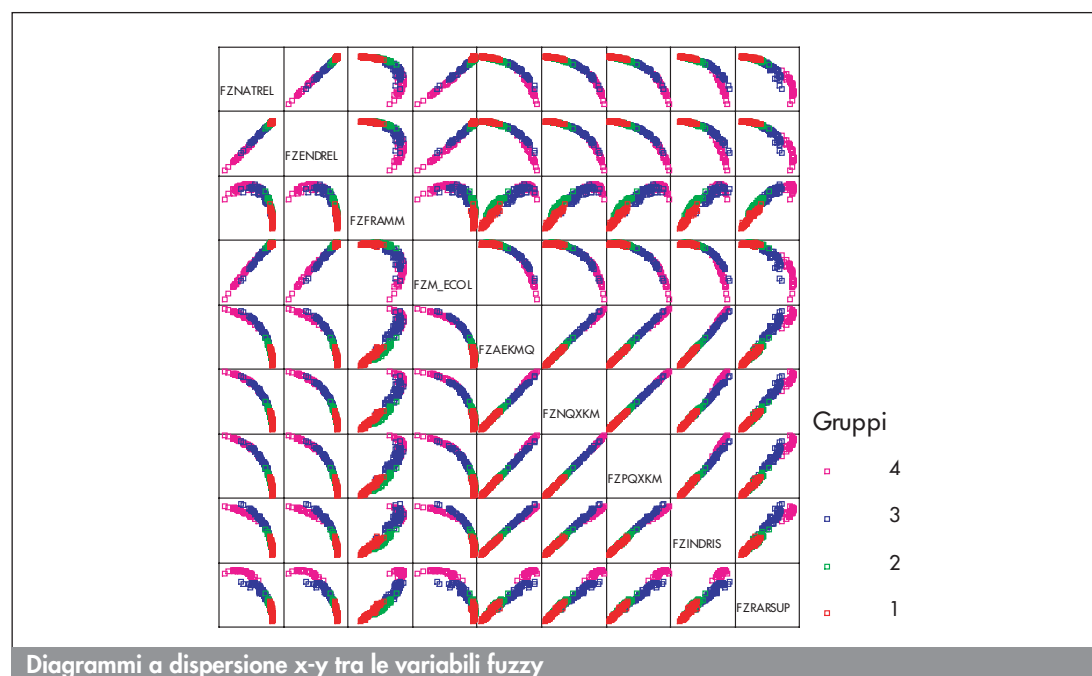 FZNATREL
FZENDREL
FZFRAMM
FZM_ECOL
FZAEKMQ
FZNQXKM
FZPQXKM
FZINDRIS
FZRARSUP
Gruppi
4
3
2
1
Diagrammi a dispersione x-y tra le variabili fuzzy